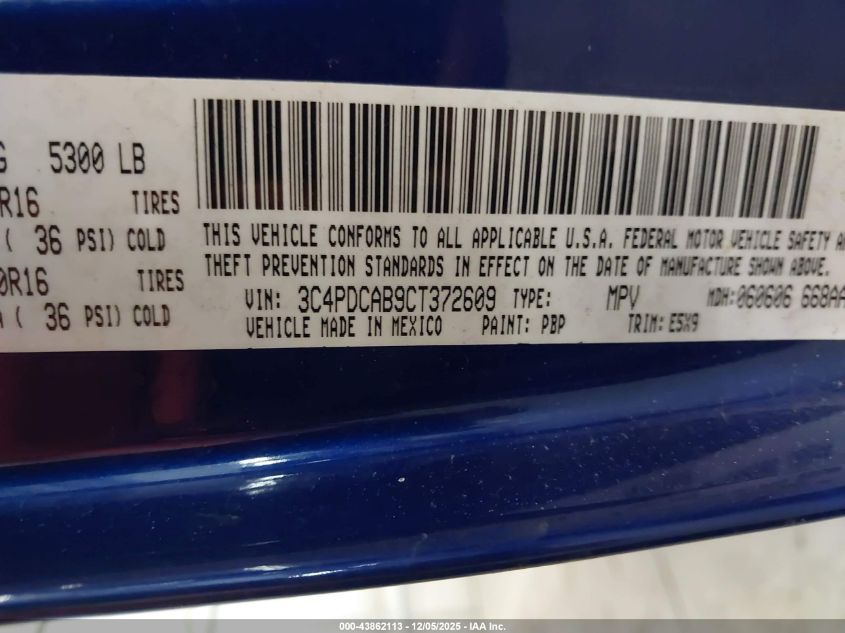 G 5300 LB
R16 TIRES
( 36 PSI) COLD
0R16 TIRES
( 36 PSI) COLD
THIS VEHICLE CONFORMS TO ALL APPLICABLE U.S.A. FEDERAL MOTOR VEHICLE SAFETY AN
THEFT PREVENTION STANDARDS IN EFFECT ON THE DATE OF MANUFACTURE SHOWN ABOVE.
VIN: 3C4PDCAB9CT372609 TYPE: MPV MDH:060606 668AA
VEHICLE MADE IN MEXICO PAINT: PBP TRIM: E5X9
000-43862113 - 12/05/2025 - IAA Inc.